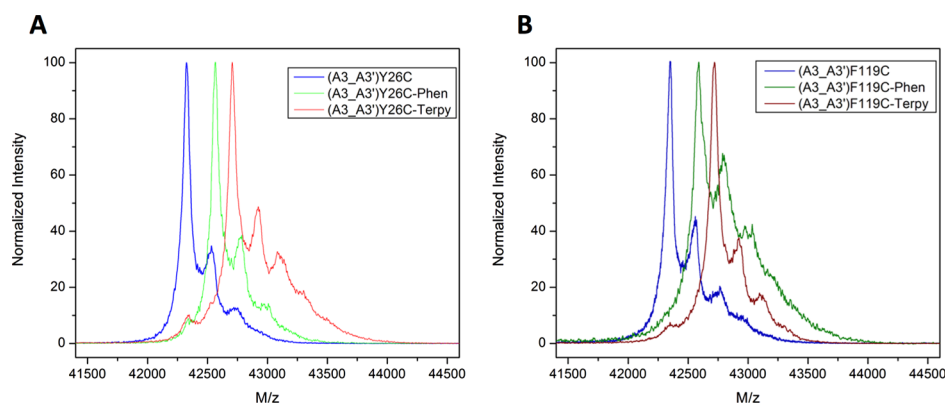 A
(A3_A3')Y26C
(A3_A3')Y26C-Phen
(A3_A3')Y26C-Terpy
Normalized Intensity
100
80
60
40
20
0
41500 42000 42500 43000 43500 44000 44500
M/z
B
(A3_A3')F119C
(A3_A3')F119C-Phen
(A3_A3')F119C-Terpy
Normalized Intensity
100
80
60
40
20
0
41500 42000 42500 43000 43500 44000 44500
M/z